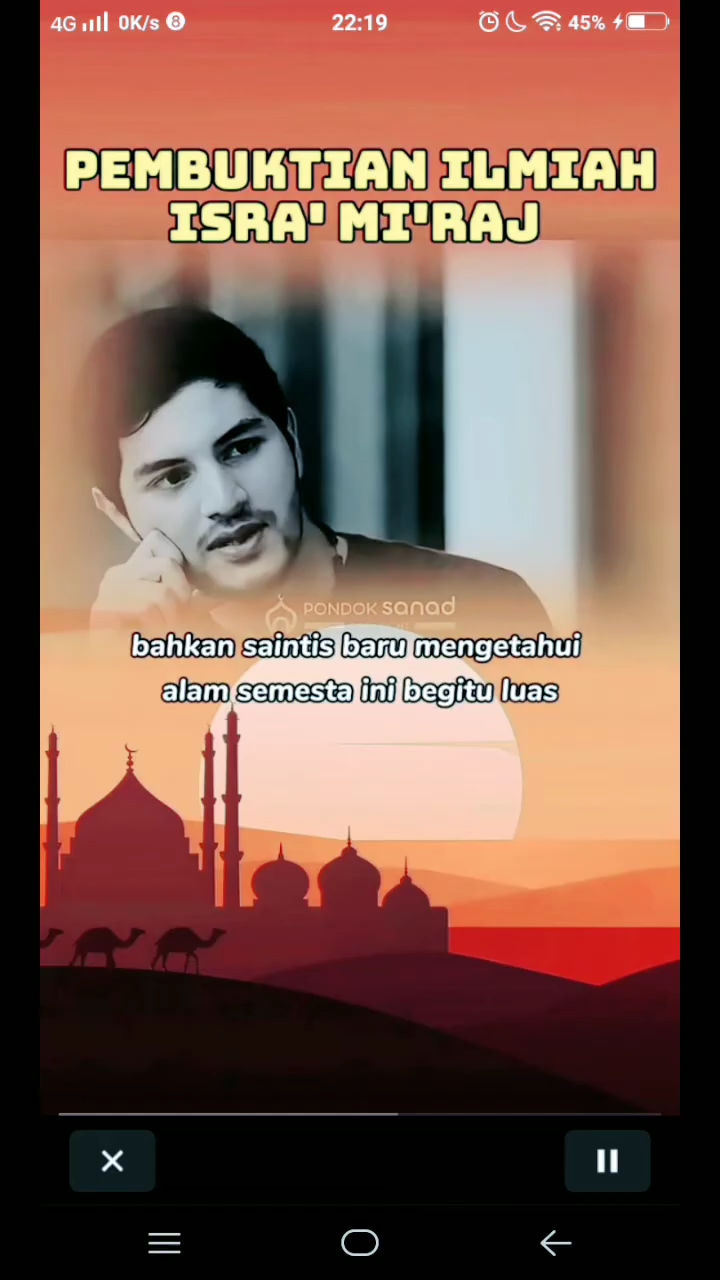 4G 0K/s 8 22:19 45%
PEMBUKTIAN ILMIAH
ISRA' MI'RAJ
PONDOK sanad
bahkan saintis baru mengetahui
alam semesta ini begitu luas